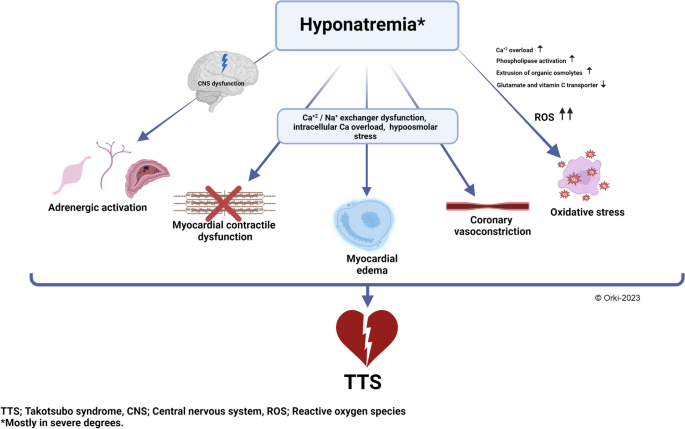 Hyponatremia*
CNS dysfunction
Ca⁺² overload ↑
Phospholipase activation ↑
Extrusion of organic osmolytes ↑
Glutamate and vitamin C transporter ↓
ROS ↑↑
Ca⁺² / Na⁺ exchanger dysfunction,
intracellular Ca overload, hypoosmolar
stress
Adrenergic activation
Myocardial contractile
dysfunction
Myocardial
edema
Coronary
vasoconstriction
Oxidative stress
© Orki-2023
TTS
TTS; Takotsubo syndrome, CNS; Central nervous system, ROS; Reactive oxygen species
*Mostly in severe degrees.